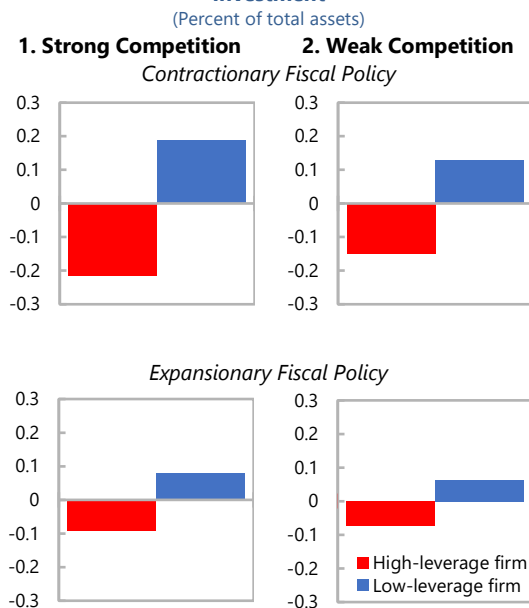 Investment
(Percent of total assets)
1. Strong Competition 2. Weak Competition
Contractionary Fiscal Policy
0.3 0.3
0.2 0.2
0.1 0.1
0 0
-0.1 -0.1
-0.2 -0.2
-0.3 -0.3
Expansionary Fiscal Policy
0.3 0.3
0.2 0.2
0.1 0.1
0 0
-0.1 -0.1
-0.2 -0.2
-0.3 -0.3
High-leverage firm
Low-leverage firm